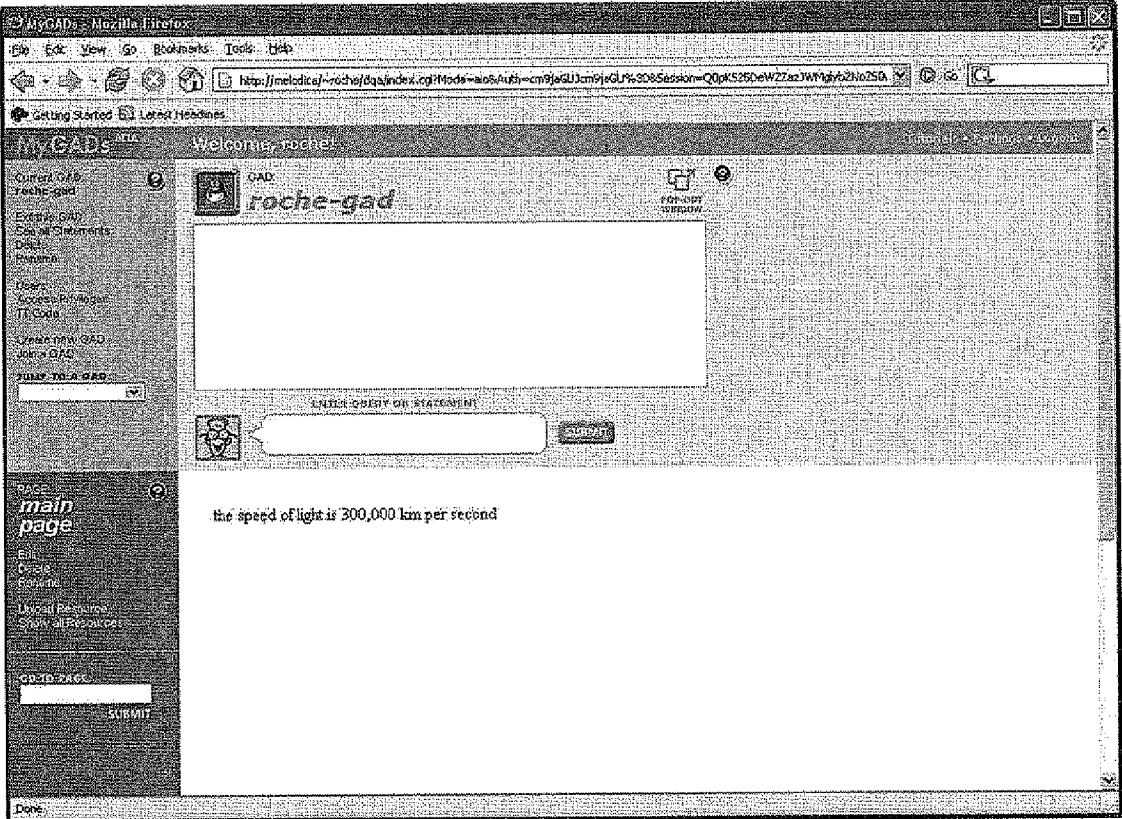 MyGADs - Mozilla Firefox
File Edit View Go Bookmarks Tools Help
Go
Getting Started Latest Headlines
MyGADs BETA Welcome, roche!
Current GAD
roche-gad
GAD
roche-gad
POP-OUT
WINDOW
See all Statements
Delete
Rename
Users
Access Privileges
TT Code
Create new GAD
Join a GAD
JUMP TO A GAD
ENTER QUERY OR STATEMENT
SUBMIT
PAGE
main
page
Edit
Delete
Rename
Upload Resource
Show all Resources
GO TO PAGE
SUBMIT
the speed of light is 300,000 km per second
Done